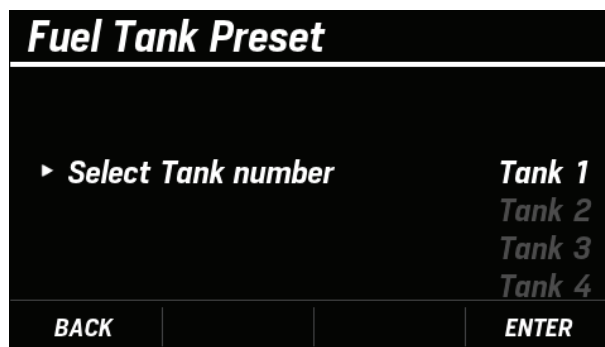 Fuel Tank Preset
Select Tank number Tank 1
Tank 2
Tank 3
Tank 4
BACK ENTER